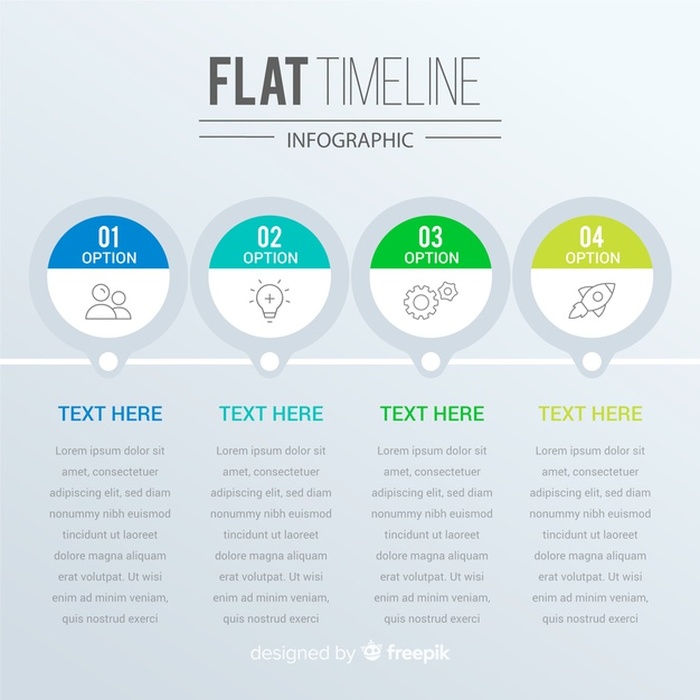 FLAT TIMELINE
INFOGRAPHIC
01
OPTION
02
OPTION
03
OPTION
04
OPTION
TEXT HERE
Lorem ipsum dolor sit
amet, consectetuer
adipiscing elit, sed diam
nonummy nibh euismod
tincidunt ut laoreet
dolore magna aliquam
erat volutpat. Ut wisi
enim ad minim veniam,
quis nostrud exerci
TEXT HERE
Lorem ipsum dolor sit
amet, consectetuer
adipiscing elit, sed diam
nonummy nibh euismod
tincidunt ut laoreet
dolore magna aliquam
erat volutpat. Ut wisi
enim ad minim veniam,
quis nostrud exerci
TEXT HERE
Lorem ipsum dolor sit
amet, consectetuer
adipiscing elit, sed diam
nonummy nibh euismod
tincidunt ut laoreet
dolore magna aliquam
erat volutpat. Ut wisi
enim ad minim veniam,
quis nostrud exerci
TEXT HERE
Lorem ipsum dolor sit
amet, consectetuer
adipiscing elit, sed diam
nonummy nibh euismod
tincidunt ut laoreet
dolore magna aliquam
erat volutpat. Ut wisi
enim ad minim veniam,
quis nostrud exerci
designed by freepik